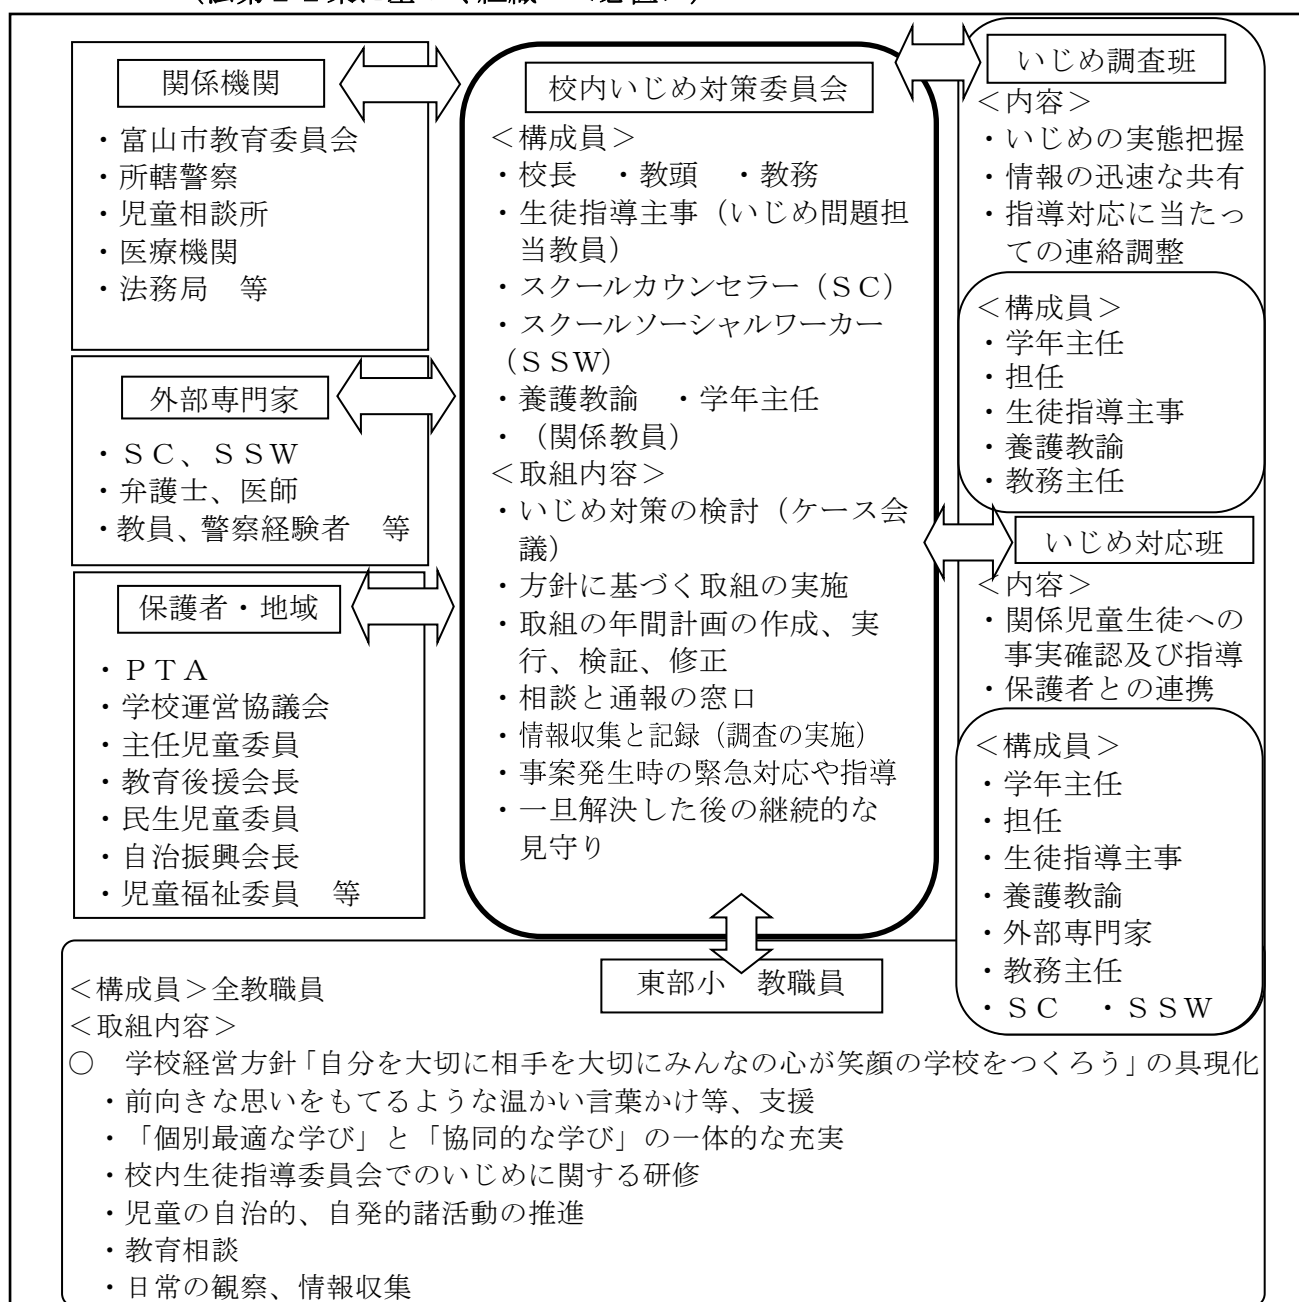 関係機関
・富山市教育委員会
・所轄警察
・児童相談所
・医療機関
・法務局　等
外部専門家
・ＳＣ、ＳＳＷ
・弁護士、医師
・教員、警察経験者　等
保護者・地域
・ＰＴＡ
・学校運営協議会
・主任児童委員
・教育後援会長
・民生児童委員
・自治振興会長
・児童福祉委員　等
校内いじめ対策委員会
＜構成員＞
・校長　・教頭　・教務
・生徒指導主事（いじめ問題担
当教員）
・スクールカウンセラー（ＳＣ）
・スクールソーシャルワーカー
（ＳＳＷ）
・養護教諭　・学年主任
・（関係教員）
＜取組内容＞
・いじめ対策の検討（ケース会
議）
・方針に基づく取組の実施
・取組の年間計画の作成、実
行、検証、修正
・相談と通報の窓口
・情報収集と記録（調査の実施）
・事案発生時の緊急対応や指導
・一旦解決した後の継続的な
見守り
いじめ調査班
＜内容＞
・いじめの実態把握
・情報の迅速な共有
・指導対応に当たっ
ての連絡調整
＜構成員＞
・学年主任
・担任
・生徒指導主事
・養護教諭
・教務主任
いじめ対応班
＜内容＞
・関係児童生徒への
事実確認及び指導
・保護者との連携
＜構成員＞
・学年主任
・担任
・生徒指導主事
・養護教諭
・外部専門家
・教務主任
・ＳＣ　・ＳＳＷ
東部小　教職員
＜構成員＞全教職員
＜取組内容＞
○　学校経営方針「自分を大切に相手を大切にみんなの心が笑顔の学校をつくろう」の具現化
・前向きな思いをもてるような温かい言葉かけ等、支援
・「個別最適な学び」と「協同的な学び」の一体的な充実
・校内生徒指導委員会でのいじめに関する研修
・児童の自治的、自発的諸活動の推進
・教育相談
・日常の観察、情報収集